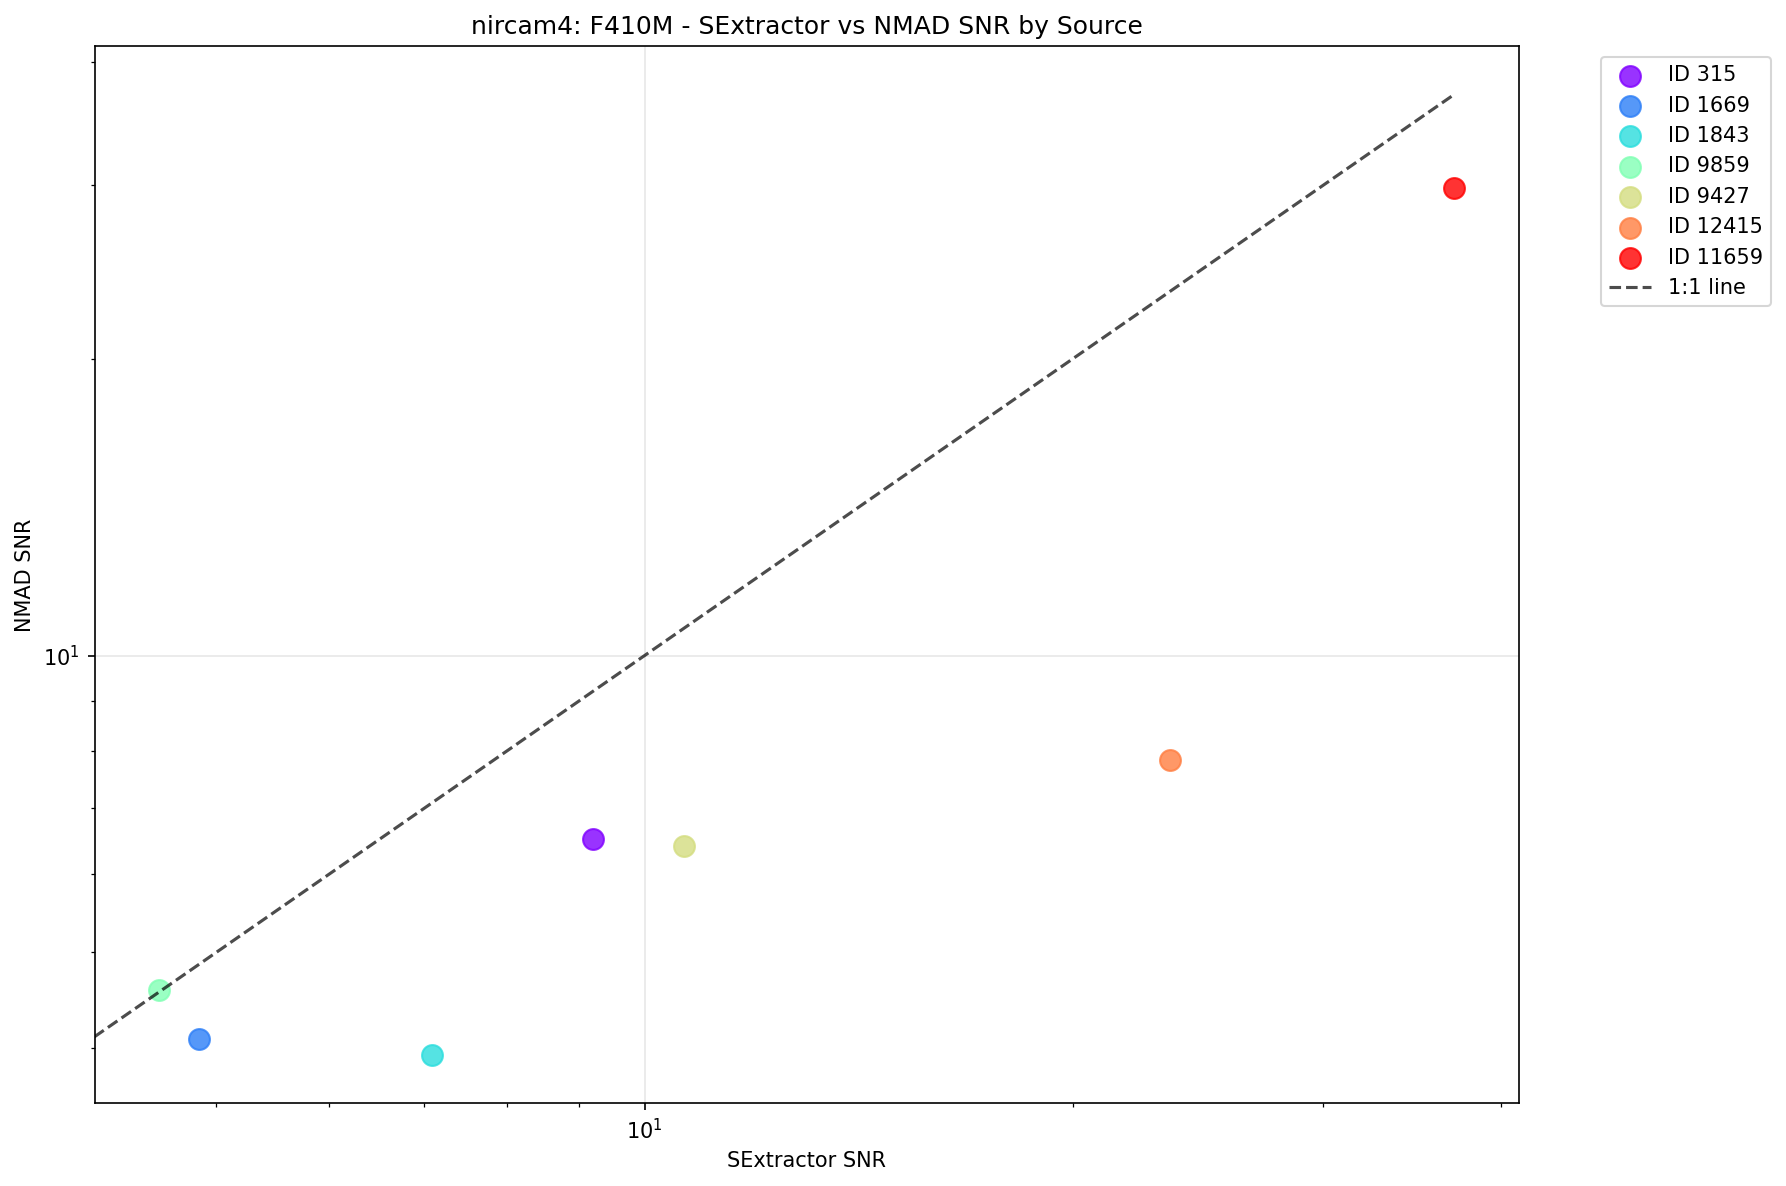 nircam4: F410M - SExtractor vs NMAD SNR by Source
ID 315
ID 1669
ID 1843
ID 9859
ID 9427
ID 12415
ID 11659
1:1 line
NMAD SNR
10¹
10¹
SExtractor SNR